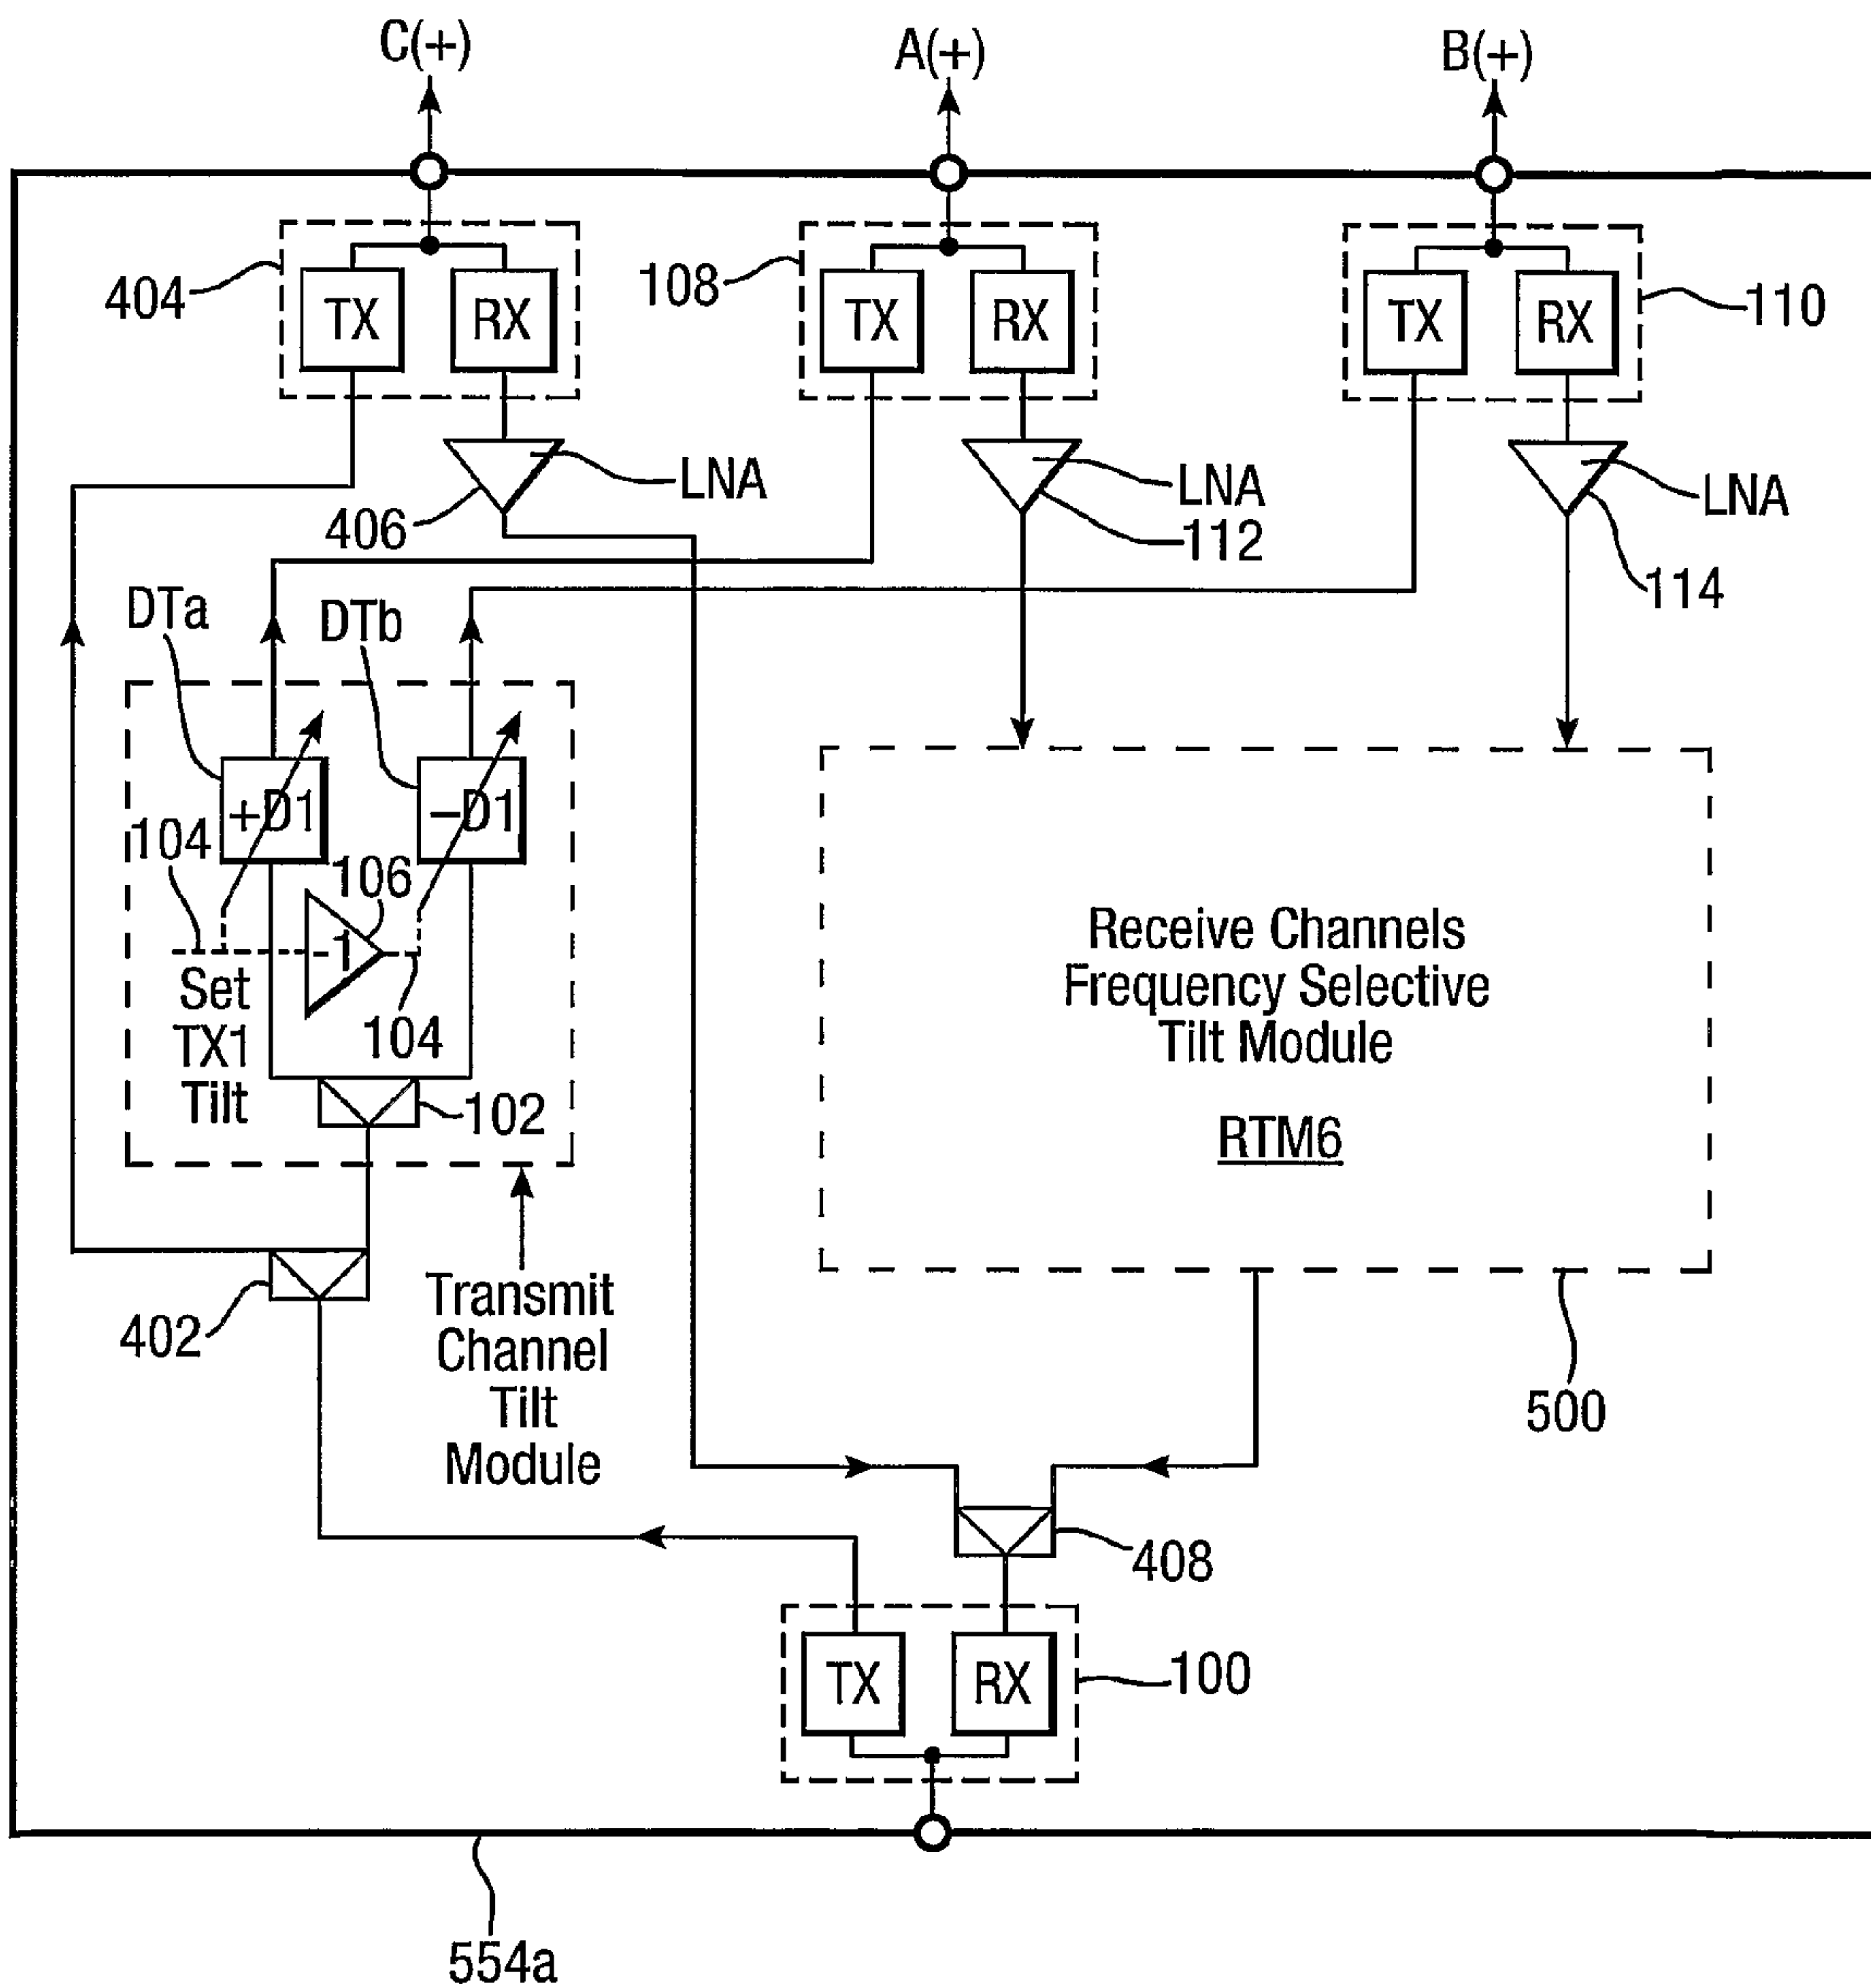 C(+)
A(+)
B(+)
404
TX
RX
108
TX
RX
TX
RX
110
LNA
406
LNA
112
LNA
114
DTa
DTb
+D1
−D1
104
106
-1
Set
TX1
Tilt
104
102
Receive Channels
Frequency Selective
Tilt Module
RTM6
402
Transmit
Channel
Tilt
Module
500
408
TX
RX
100
554a